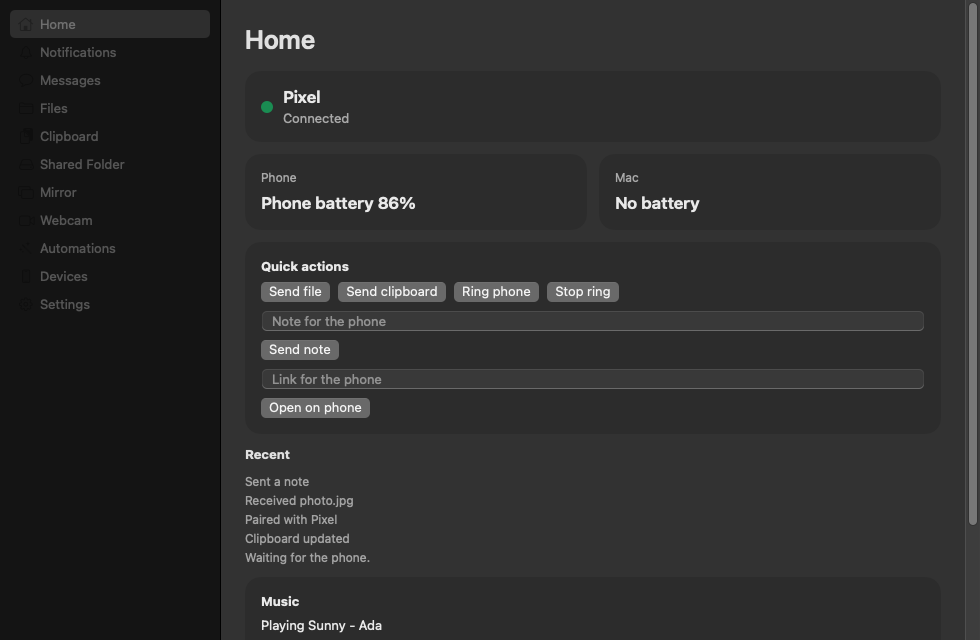 Home
Notifications
Messages
Files
Clipboard
Shared Folder
Mirror
Webcam
Automations
Devices
Settings
Home
Pixel
Connected
Phone
Phone battery 86%
Mac
No battery
Quick actions
Send file Send clipboard Ring phone Stop ring
Note for the phone
Send note
Link for the phone
Open on phone
Recent
Sent a note
Received photo.jpg
Paired with Pixel
Clipboard updated
Waiting for the phone.
Music
Playing Sunny - Ada